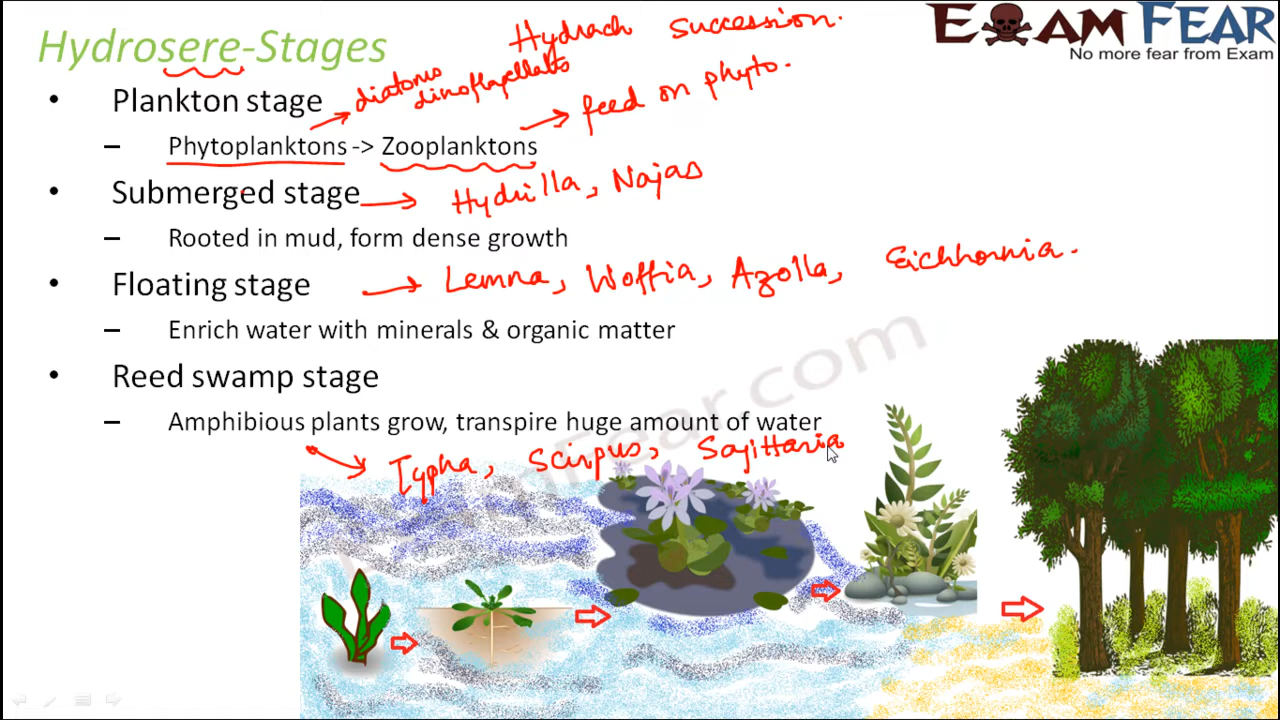 Hydrosere-Stages
Hydrach succession.
EXAM FEAR
No more fear from Exam
• Plankton stage
diatoms
dinoflagellats
– Phytoplanktons -> Zooplanktons
feed on phyto.
• Submerged stage → Hydrilla, Najas
– Rooted in mud, form dense growth
• Floating stage → Lemna, Wolffia, Azolla, Eichhornia.
– Enrich water with minerals & organic matter
• Reed swamp stage
– Amphibious plants grow, transpire huge amount of water
→ Typha, Scirpus, Sagittaria
Fear.com